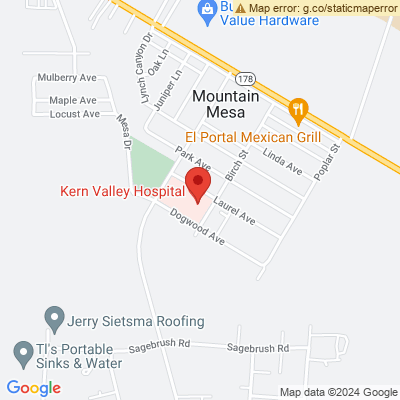 Map error: g.co/staticmaperror
Bu
Value Hardware
Lynch Canyon Dr
Oak Ln
Juniper Ln
178
Mulberry Ave
Maple Ave
Locust Ave
Mesa Dr
Mountain
Mesa
El Portal Mexican Grill
Park Ave
Birch St
Linda Ave
Poplar St
Kern Valley Hospital
Laurel Ave
Dogwood Ave
Jerry Sietsma Roofing
TI's Portable
Sinks & Water
Sagebrush Rd
Sagebrush Rd
Google
Map data ©2024 Google